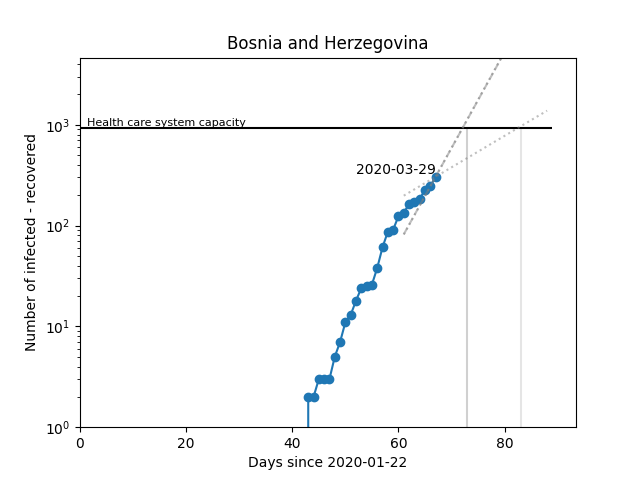 Bosnia and Herzegovina
Number of infected - recovered
10³
10²
10¹
10⁰
Health care system capacity
2020-03-29
0 20 40 60 80
Days since 2020-01-22